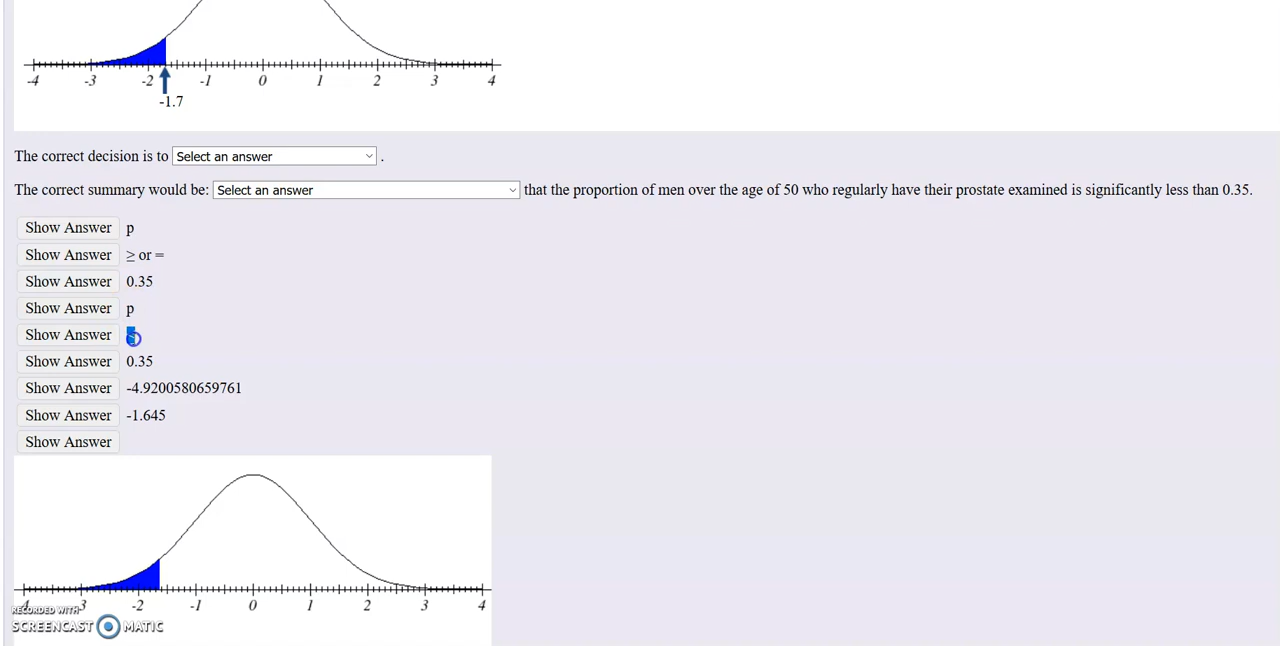 -4 -3 -2 -1 0 1 2 3 4
-1.7
The correct decision is to Select an answer .
The correct summary would be: Select an answer that the proportion of men over the age of 50 who regularly have their prostate examined is significantly less than 0.35.
Show Answer p
Show Answer ≥ or =
Show Answer 0.35
Show Answer p
Show Answer
Show Answer 0.35
Show Answer -4.9200580659761
Show Answer -1.645
Show Answer
-4 -3 -2 -1 0 1 2 3 4
RECORDED WITH
SCREENCAST MATIC